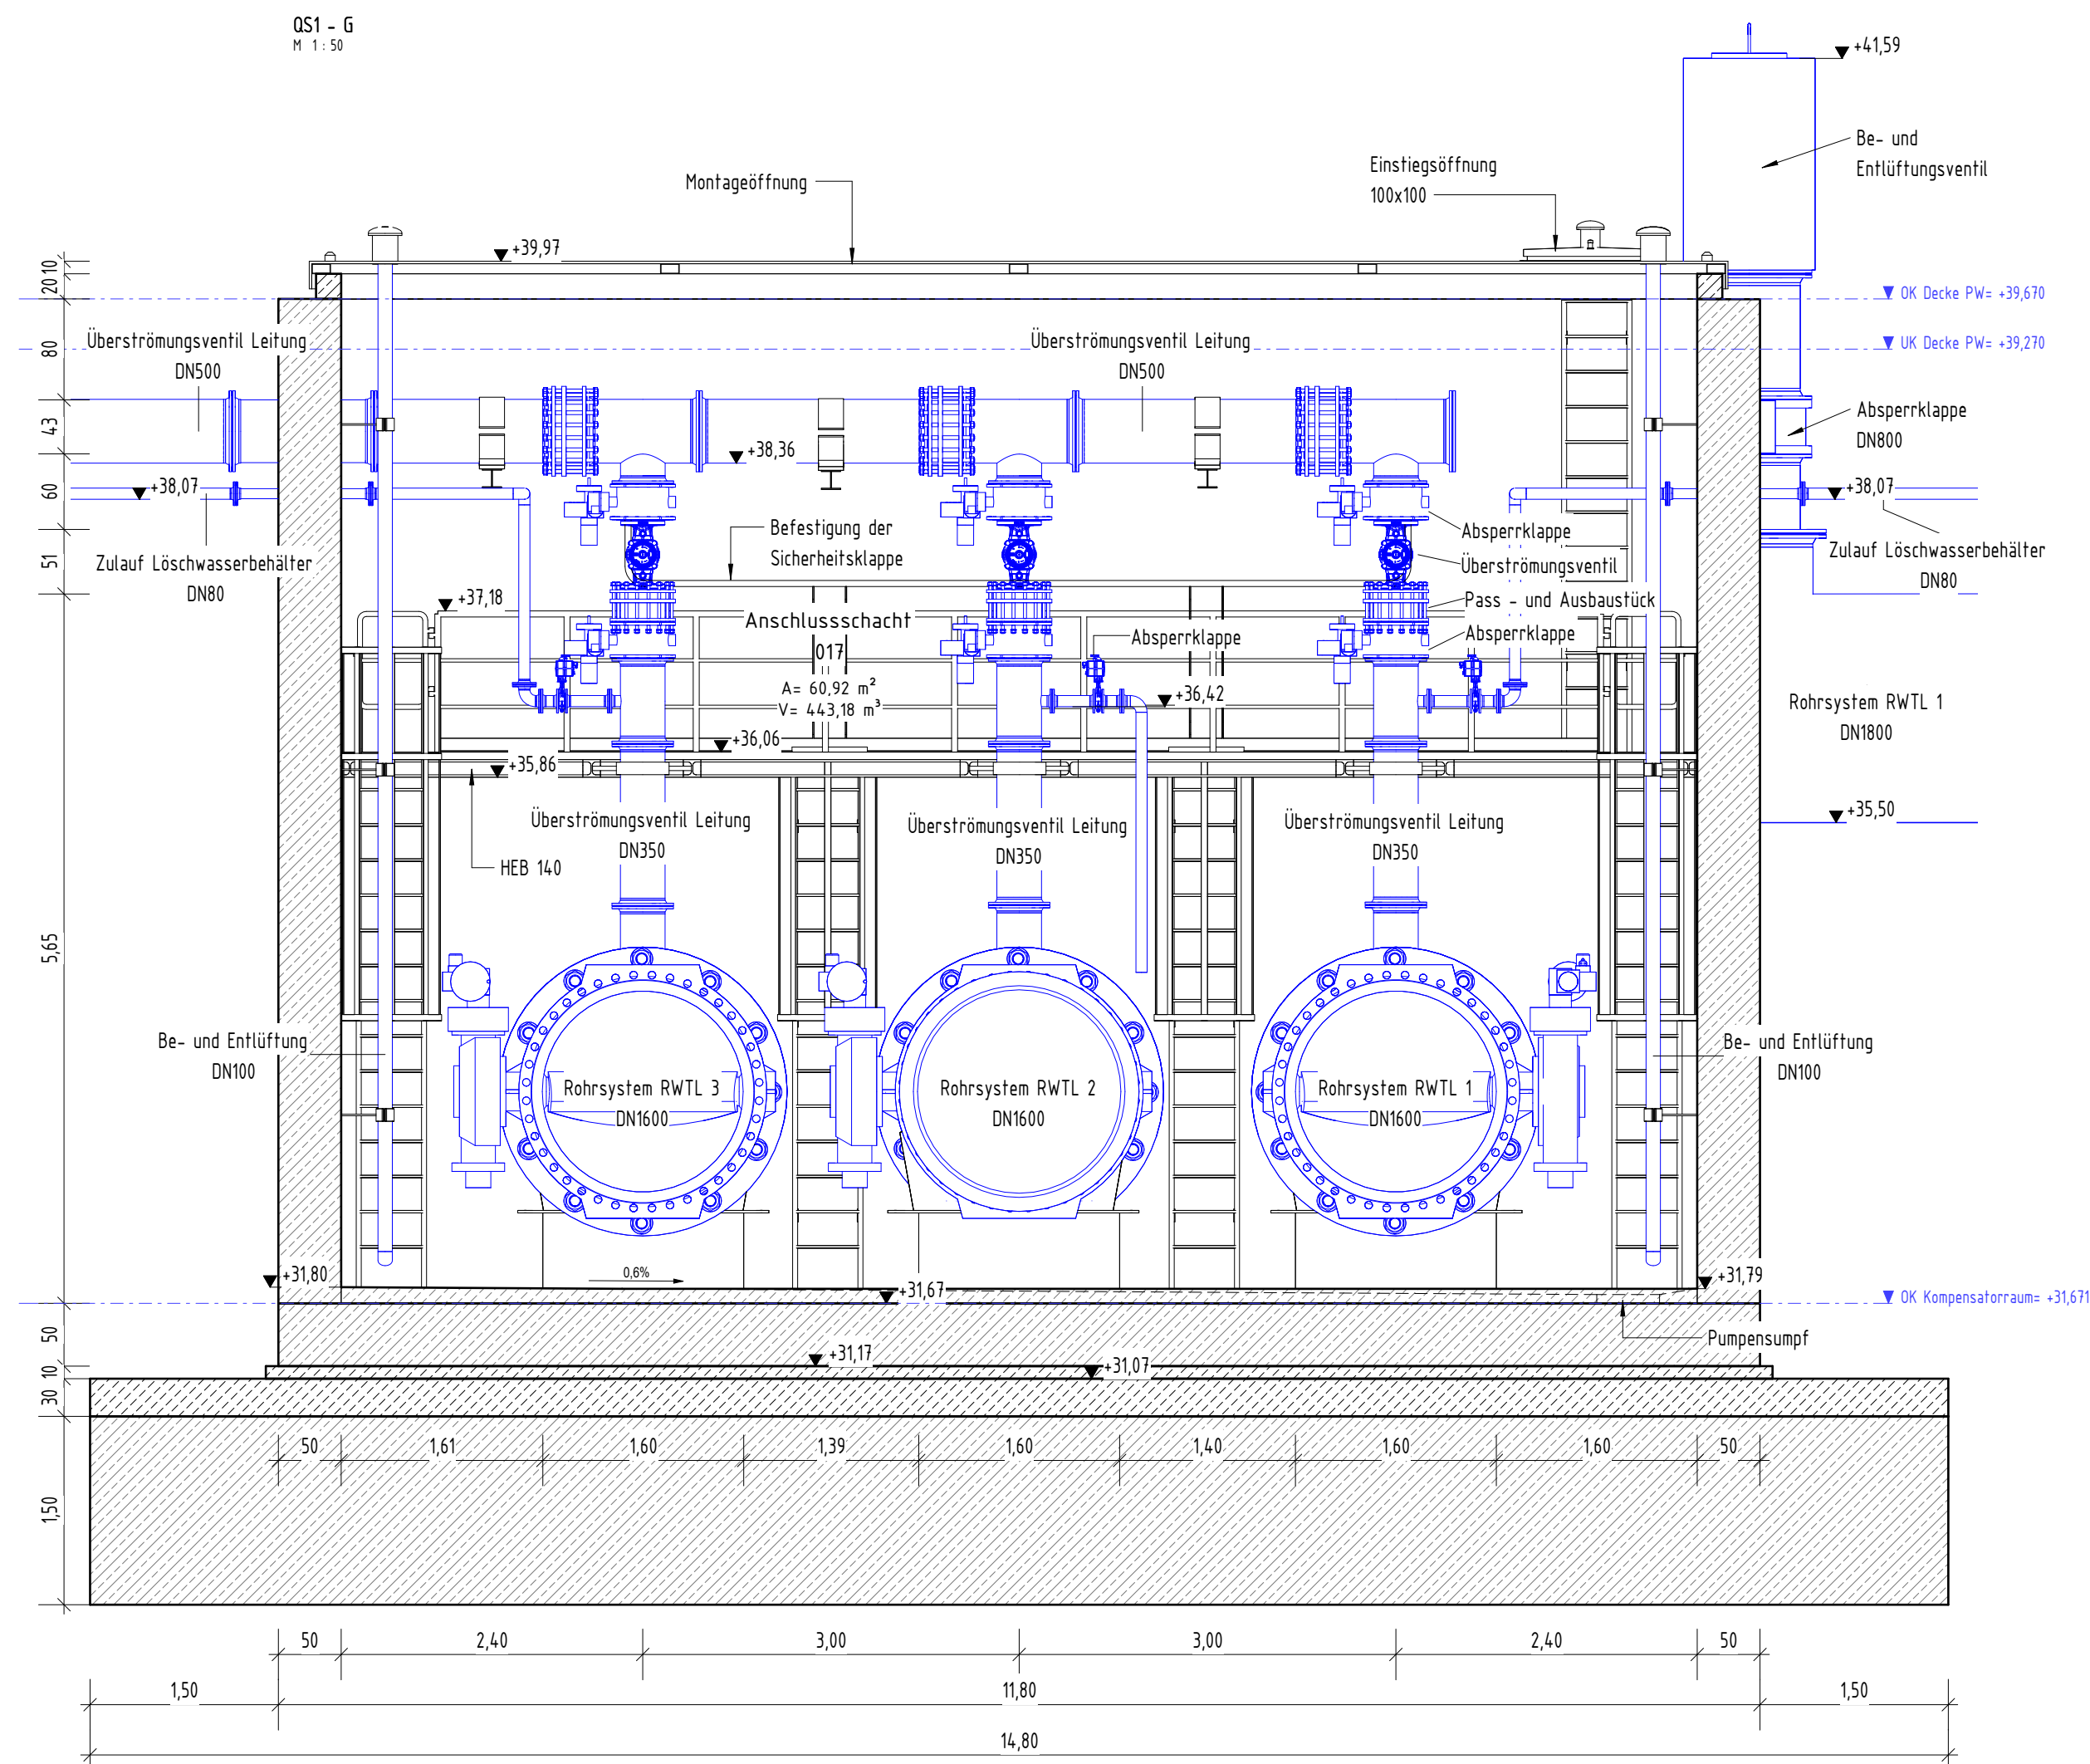 QS1 - G
M 1:50
+41,59
Be- und
Entlüftungsventil
Einstiegsöffnung
100x100
Montageöffnung
+39,97
10
20
OK Decke PW= +39,670
UK Decke PW= +39,270
80
Überströmungsventil Leitung
DN500
Überströmungsventil Leitung
DN500
Absperrklappe
DN800
43
+38,36
60
+38,07
+38,07
51
Zulauf Löschwasserbehälter
DN80
Befestigung der
Sicherheitsklappe
Absperrklappe
Überströmungsventil
Pass - und Ausbaustück
Absperrklappe
Zulauf Löschwasserbehälter
DN80
+37,18
Anschlussschacht
017
A= 60,92 m²
V= 443,18 m³
Absperrklappe
+36,42
Rohrsystem RWTL 1
DN1800
+36,06
+35,86
+35,50
HEB 140
Überströmungsventil Leitung
DN350
Überströmungsventil Leitung
DN350
Überströmungsventil Leitung
DN350
5,65
Be- und Entlüftung
DN100
Rohrsystem RWTL 3
DN1600
Rohrsystem RWTL 2
DN1600
Rohrsystem RWTL 1
DN1600
Be- und Entlüftung
DN100
+31,80
0,6%
+31,67
+31,79
OK Kompensatorraum= +31,671
Pumpensumpf
50
+31,17
+31,07
10
30
50
1,61
1,60
1,39
1,60
1,40
1,60
1,60
50
1,50
50
2,40
3,00
3,00
2,40
50
1,50
11,80
1,50
14,80